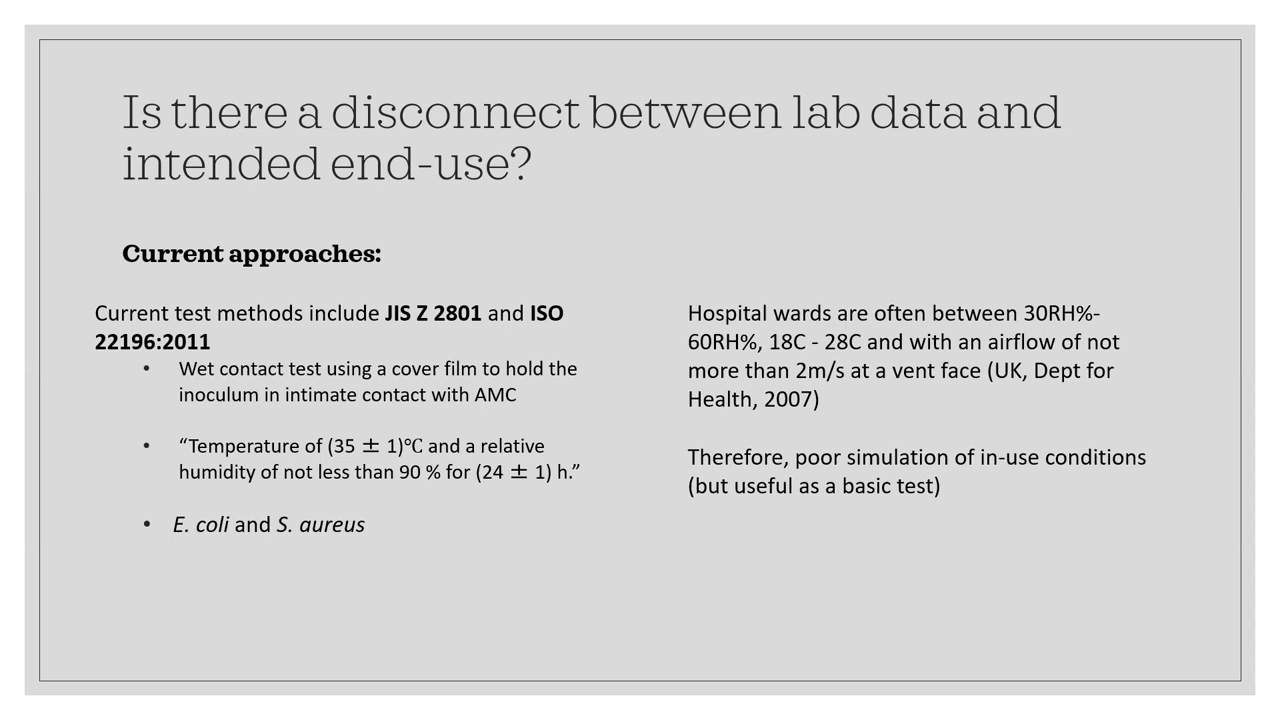 Is there a disconnect between lab data and
intended end-use?
Current approaches:
Current test methods include JIS Z 2801 and ISO
22196:2011
• Wet contact test using a cover film to hold the
inoculum in intimate contact with AMC
• “Temperature of (35 ± 1)℃ and a relative
humidity of not less than 90 % for (24 ± 1) h.”
• E. coli and S. aureus
Hospital wards are often between 30RH%-
60RH%, 18C - 28C and with an airflow of not
more than 2m/s at a vent face (UK, Dept for
Health, 2007)
Therefore, poor simulation of in-use conditions
(but useful as a basic test)